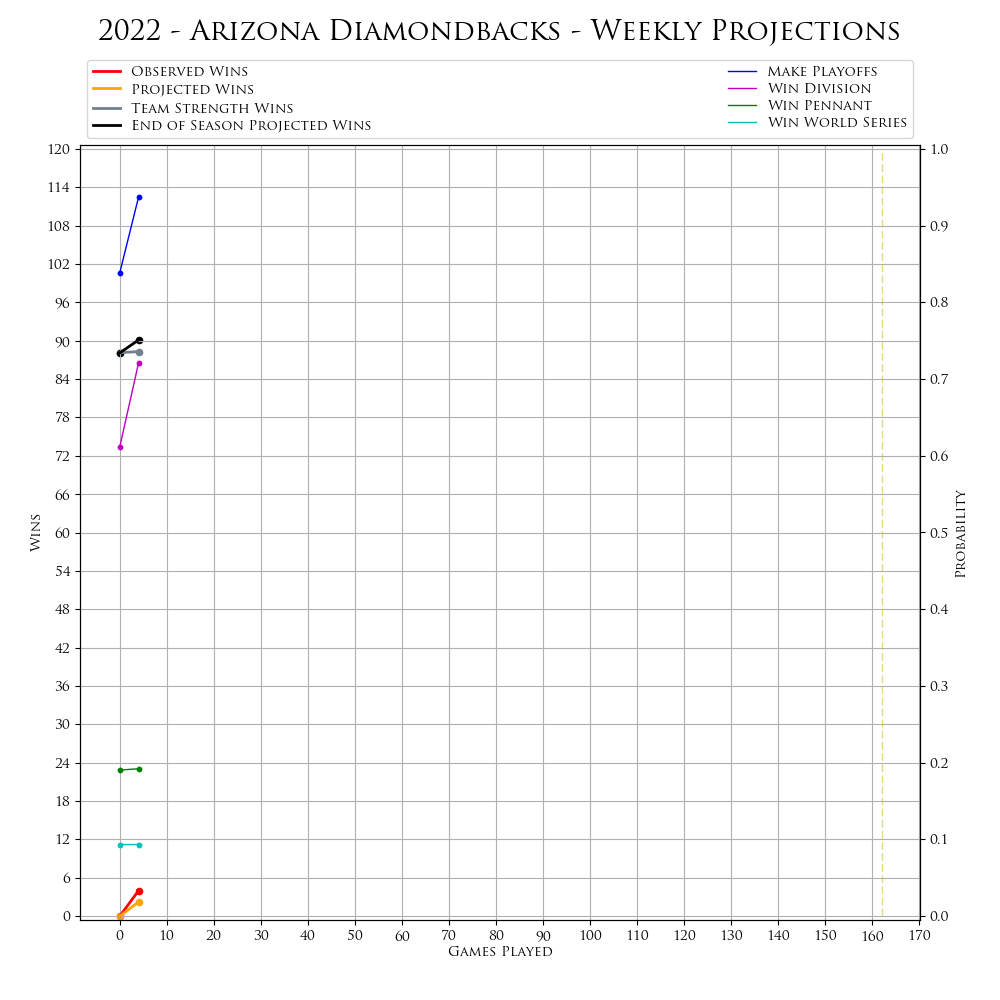 2022 - Arizona Diamondbacks - Weekly Projections
Observed Wins
Projected Wins
Team Strength Wins
End of Season Projected Wins
Make Playoffs
Win Division
Win Pennant
Win World Series
120
114
108
102
96
90
84
78
72
66
60
54
48
42
36
30
24
18
12
6
0
Wins
1.0
0.9
0.8
0.7
0.6
0.5
0.4
0.3
0.2
0.1
0.0
Probability
0 10 20 30 40 50 60 70 80 90 100 110 120 130 140 150 160 170
Games Played